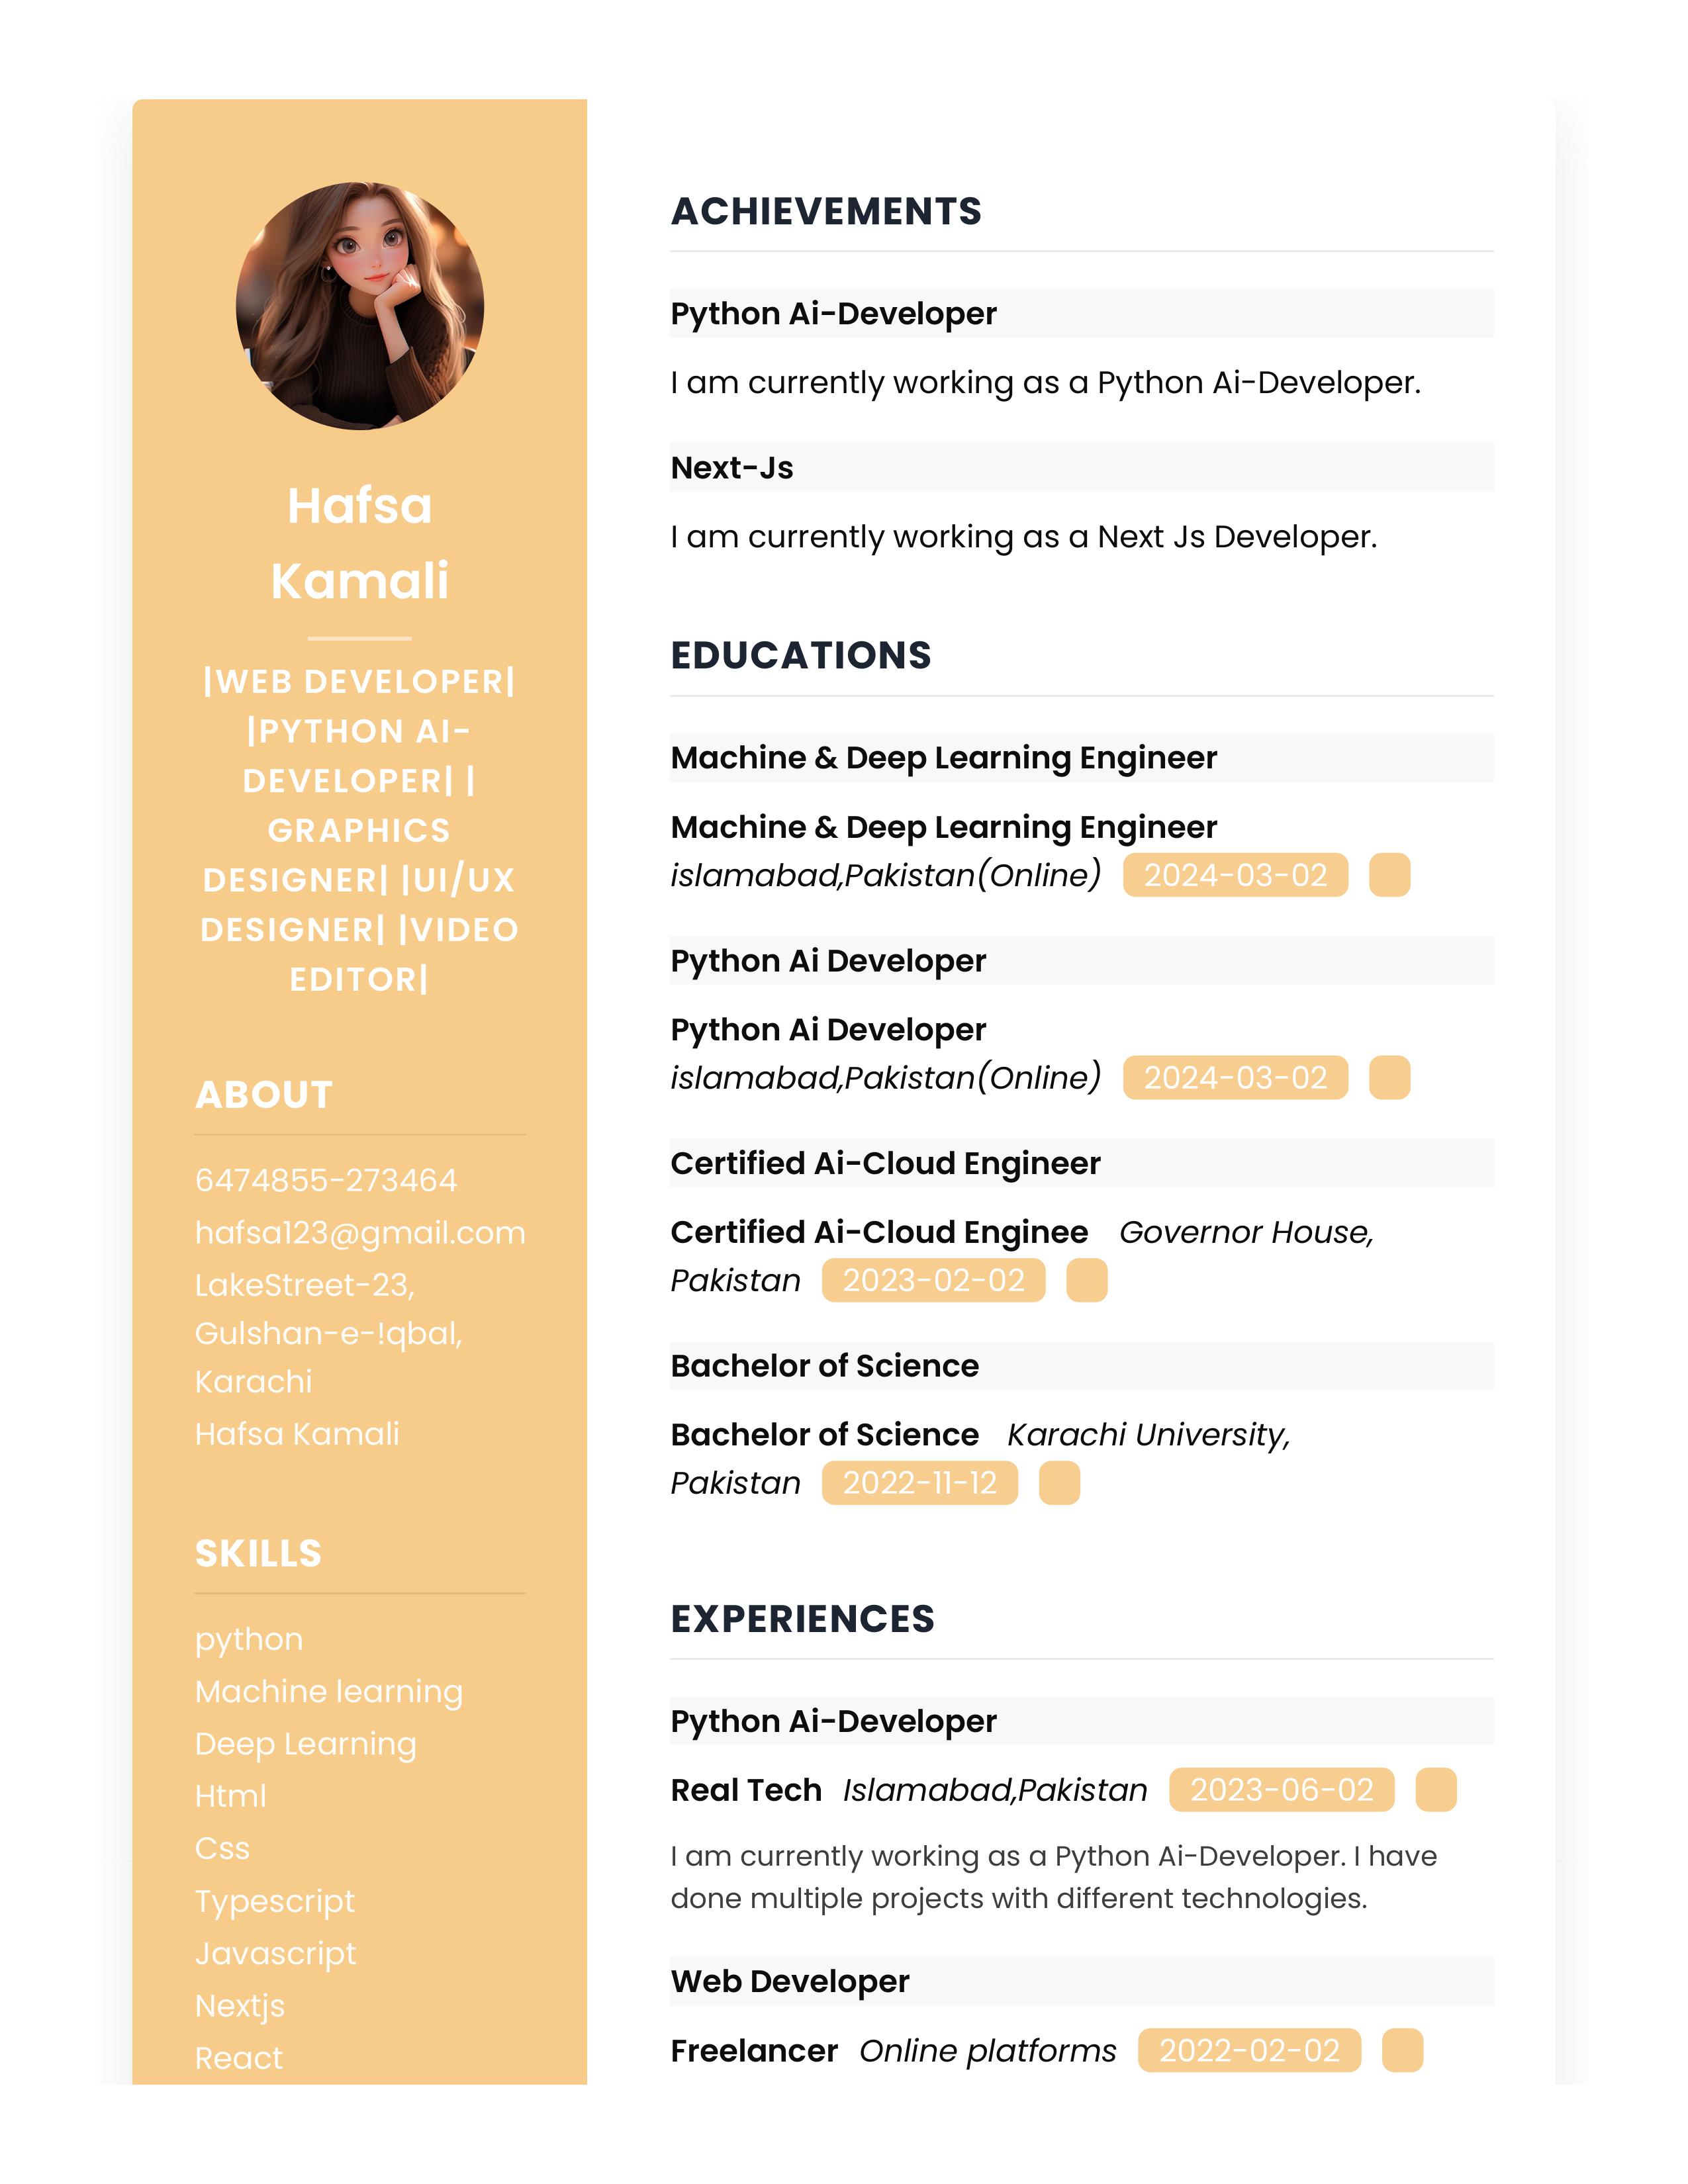 Hafsa
Kamali
|WEB DEVELOPER|
|PYTHON AI-
DEVELOPER| |
GRAPHICS
DESIGNER| |UI/UX
DESIGNER| |VIDEO
EDITOR|
ABOUT
6474855-273464
hafsa123@gmail.com
LakeStreet-23,
Gulshan-e-!qbal,
Karachi
Hafsa Kamali
SKILLS
python
Machine learning
Deep Learning
Html
Css
Typescript
Javascript
Nextjs
React
ACHIEVEMENTS
Python Ai-Developer
I am currently working as a Python Ai-Developer.
Next-Js
I am currently working as a Next Js Developer.
EDUCATIONS
Machine & Deep Learning Engineer
Machine & Deep Learning Engineer
islamabad,Pakistan(Online) 2024-03-02
Python Ai Developer
Python Ai Developer
islamabad,Pakistan(Online) 2024-03-02
Certified Ai-Cloud Engineer
Certified Ai-Cloud Enginee Governor House,
Pakistan 2023-02-02
Bachelor of Science
Bachelor of Science Karachi University,
Pakistan 2022-11-12
EXPERIENCES
Python Ai-Developer
Real Tech Islamabad,Pakistan 2023-06-02
I am currently working as a Python Ai-Developer. I have
done multiple projects with different technologies.
Web Developer
Freelancer Online platforms 2022-02-02